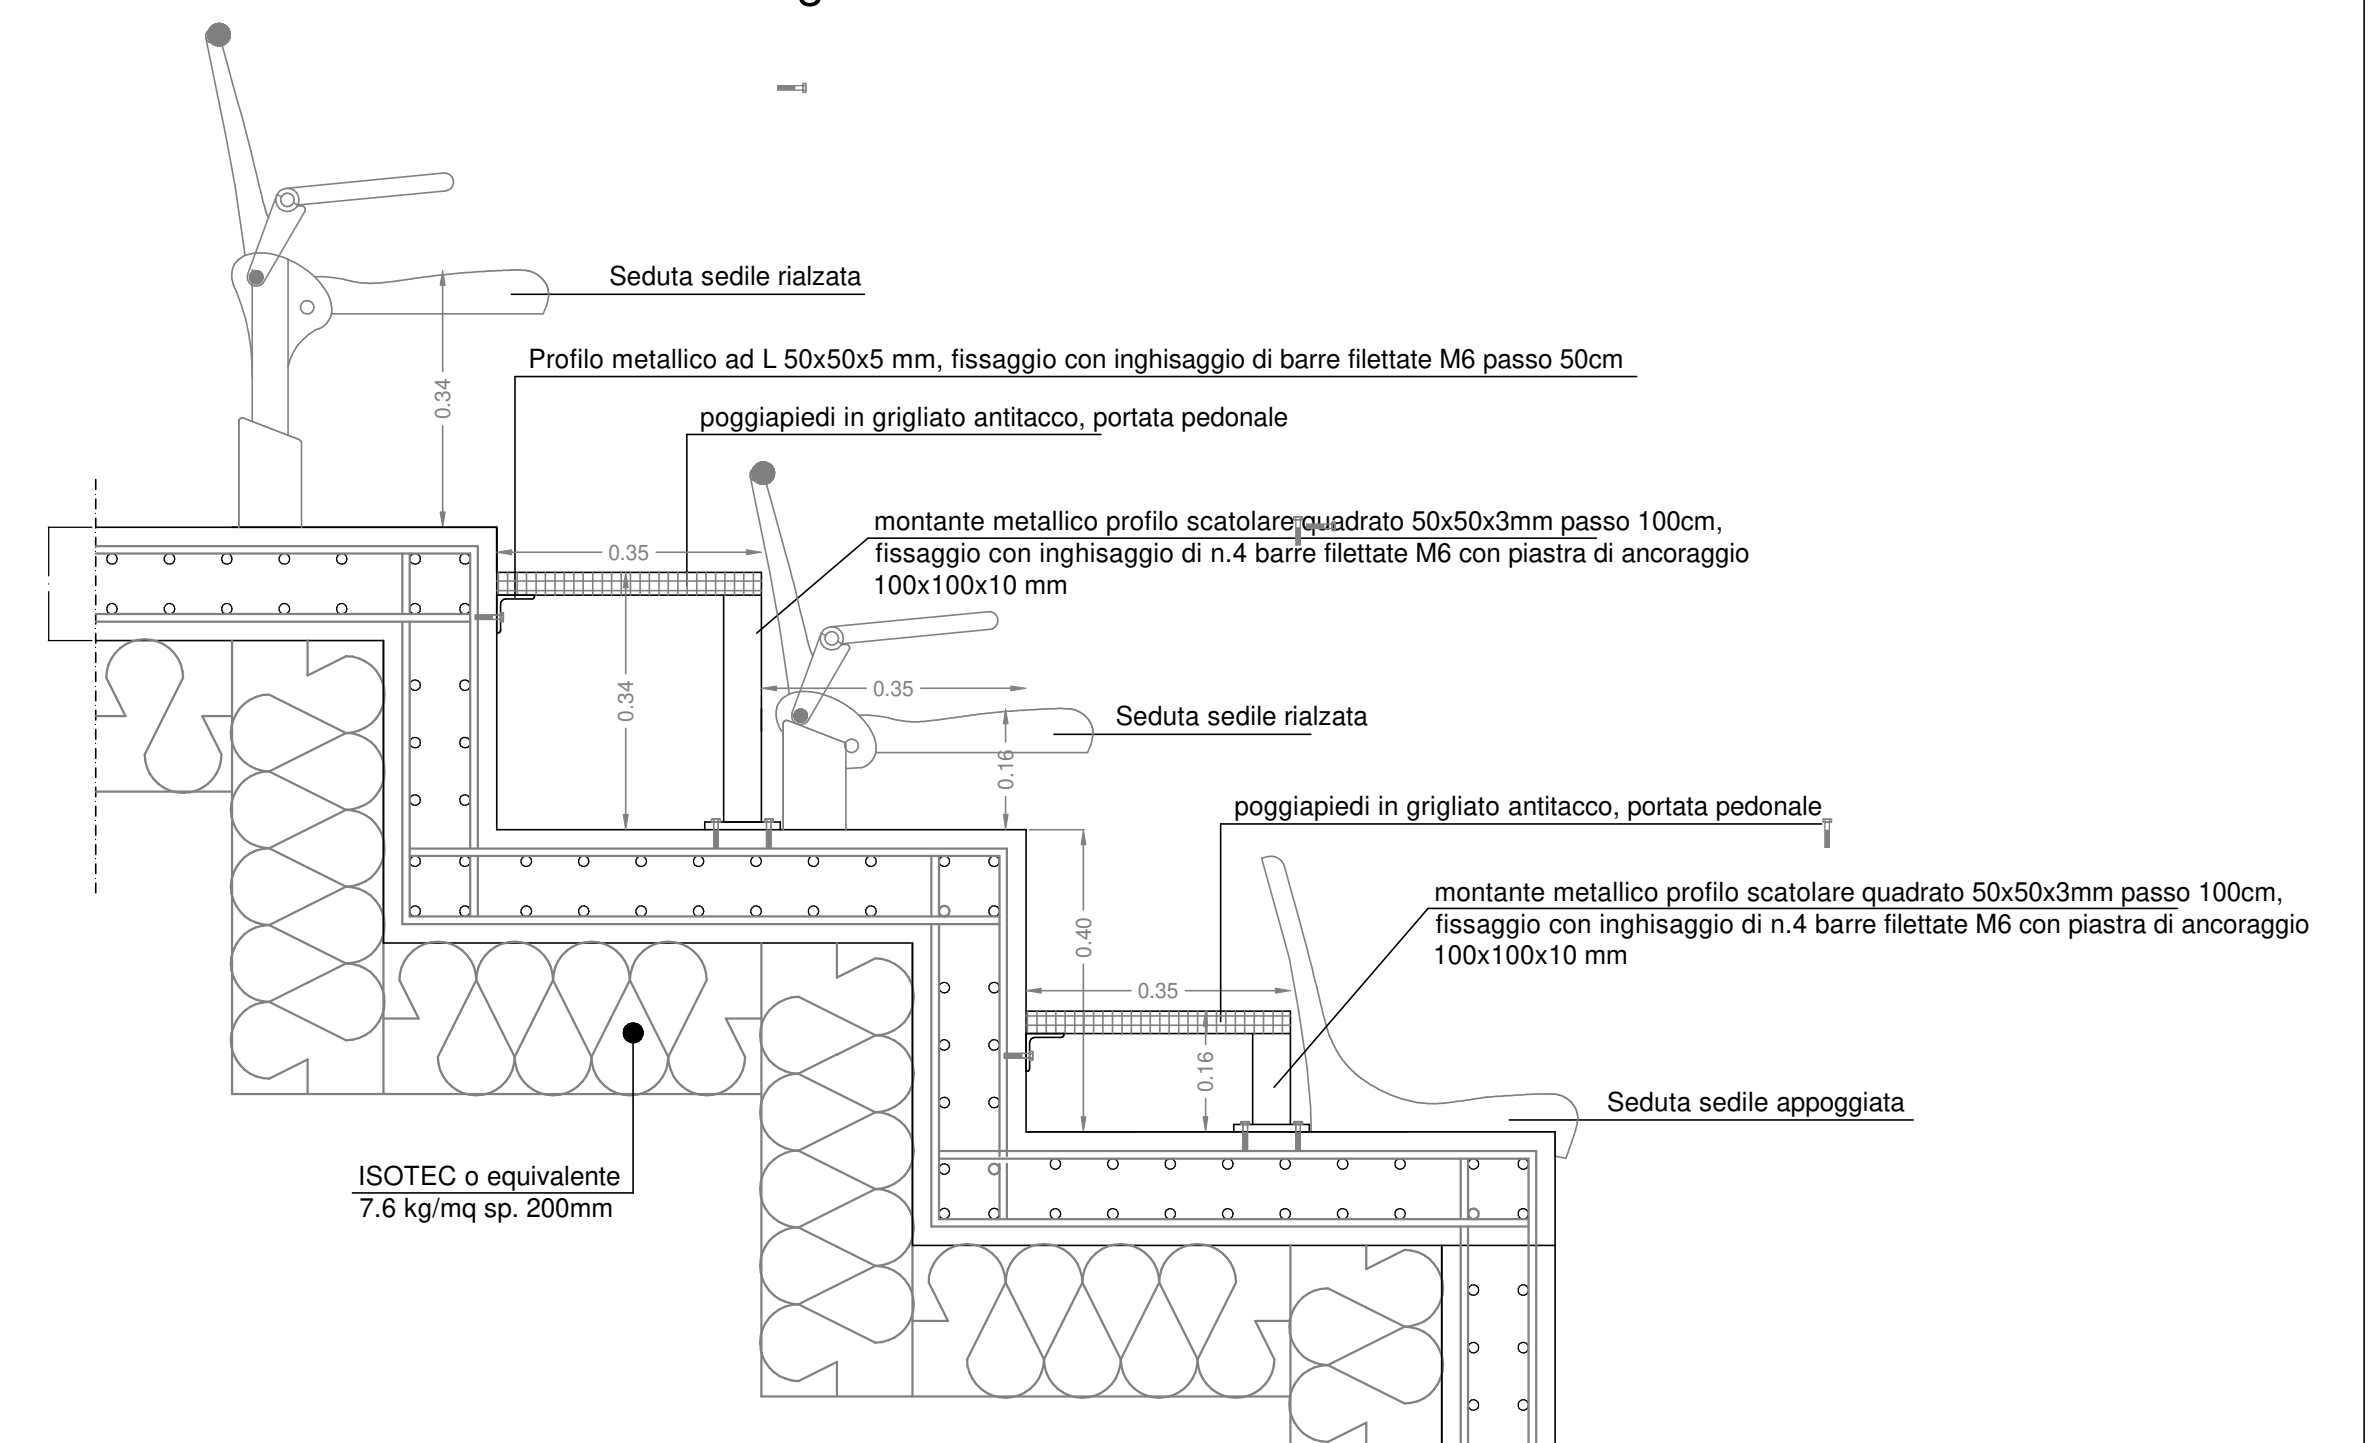 g
Seduta sedile rialzata
Profilo metallico ad L 50x50x5 mm, fissaggio con inghisaggio di barre filettate M6 passo 50cm
0.34
poggiapiedi in grigliato antitacco, portata pedonale
montante metallico profilo scatolare quadrato 50x50x3mm passo 100cm,
fissaggio con inghisaggio di n.4 barre filettate M6 con piastra di ancoraggio
100x100x10 mm
0.35
0.34
0.35
Seduta sedile rialzata
0.16
poggiapiedi in grigliato antitacco, portata pedonale
montante metallico profilo scatolare quadrato 50x50x3mm passo 100cm,
fissaggio con inghisaggio di n.4 barre filettate M6 con piastra di ancoraggio
100x100x10 mm
0.40
0.35
0.16
Seduta sedile appoggiata
ISOTEC o equivalente
7.6 kg/mq sp. 200mm